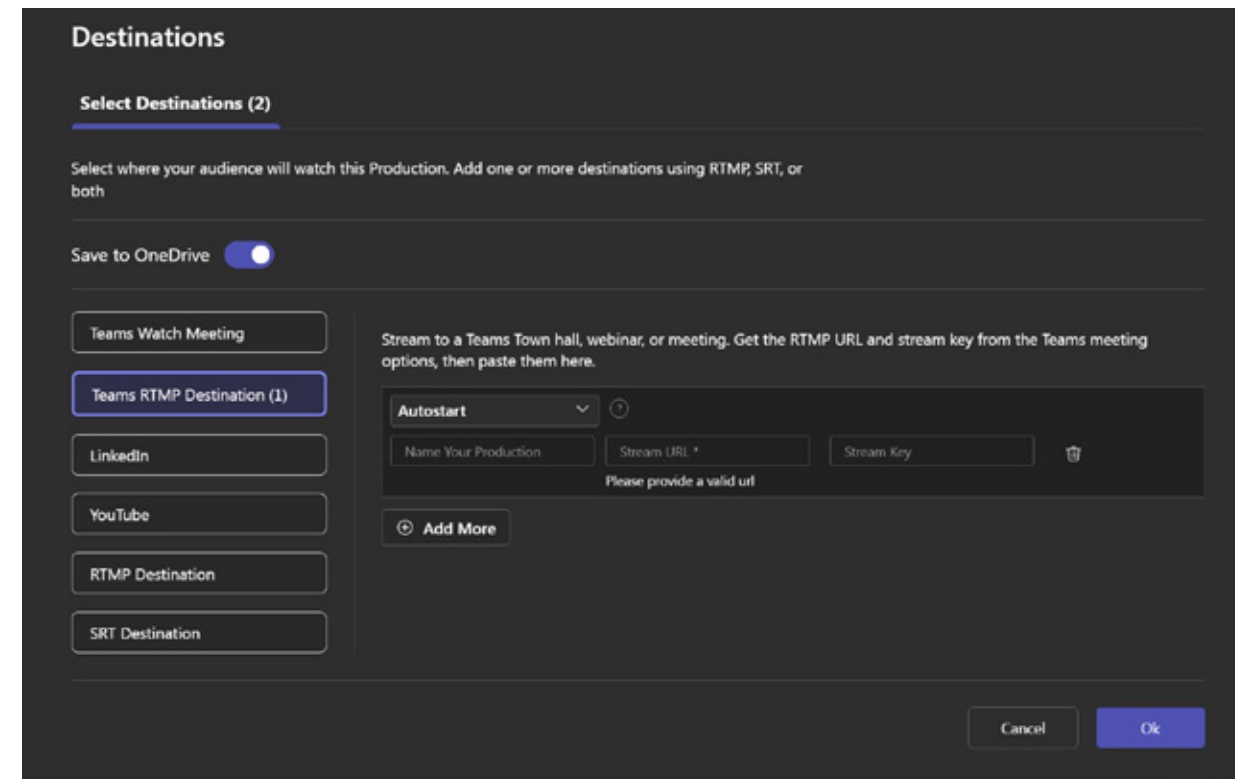 Destinations
Select Destinations (2)
Select where your audience will watch this Production. Add one or more destinations using RTMP, SRT, or
both
Save to OneDrive
Teams Watch Meeting
Teams RTMP Destination (1)
LinkedIn
YouTube
RTMP Destination
SRT Destination
Stream to a Teams Town hall, webinar, or meeting. Get the RTMP URL and stream key from the Teams meeting
options, then paste them here.
Autostart ?
Name Your Production Stream URL * Stream Key
Please provide a valid url
Add More
Cancel Ok